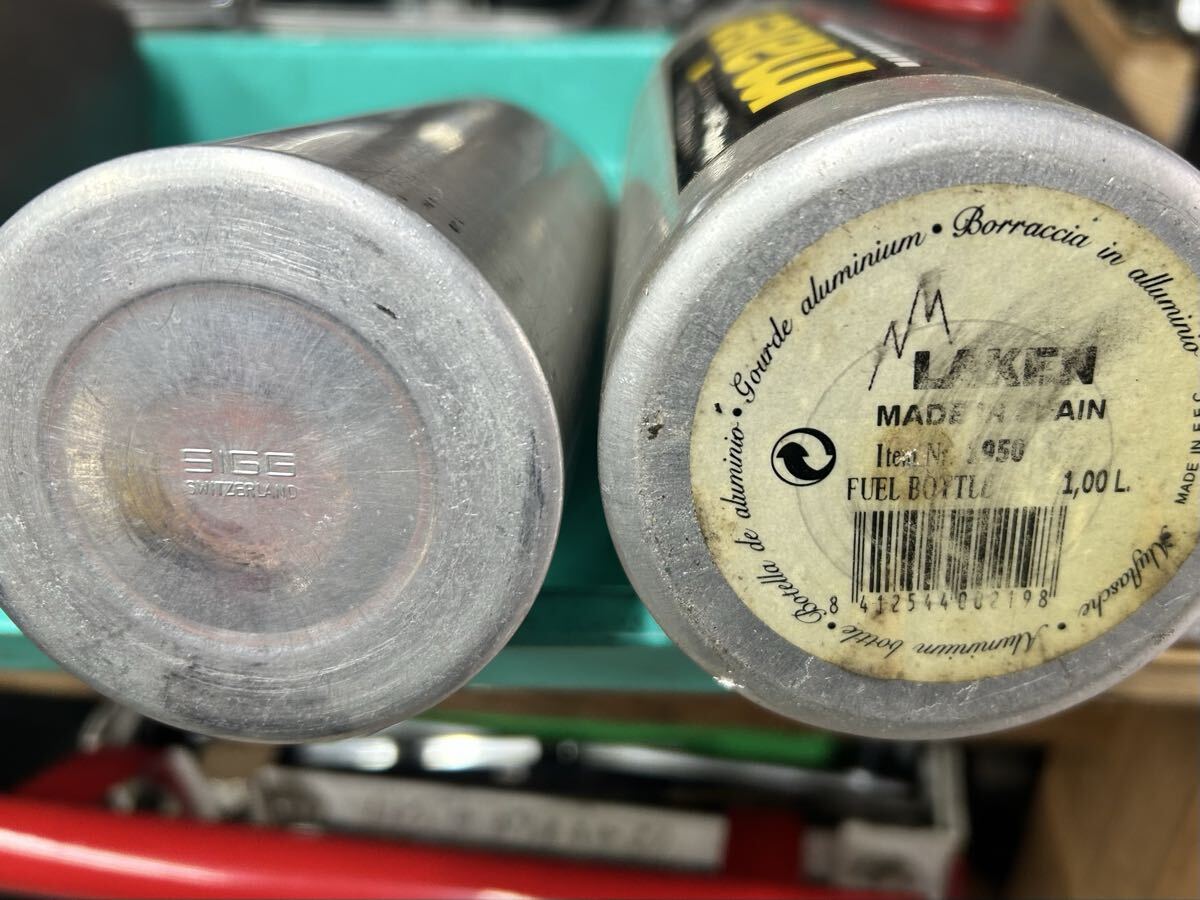 SIGG
SWITZERLAND
Botella de aluminio • Gourde aluminium • Borraccia in alluminio
LAKEN
MADE IN SPAIN
Item Nr. 1950
FUEL BOTTLE 1,00 L.
MADE IN E.E.C.
8 412544 002198
Aluminium bottle • Aluflasche